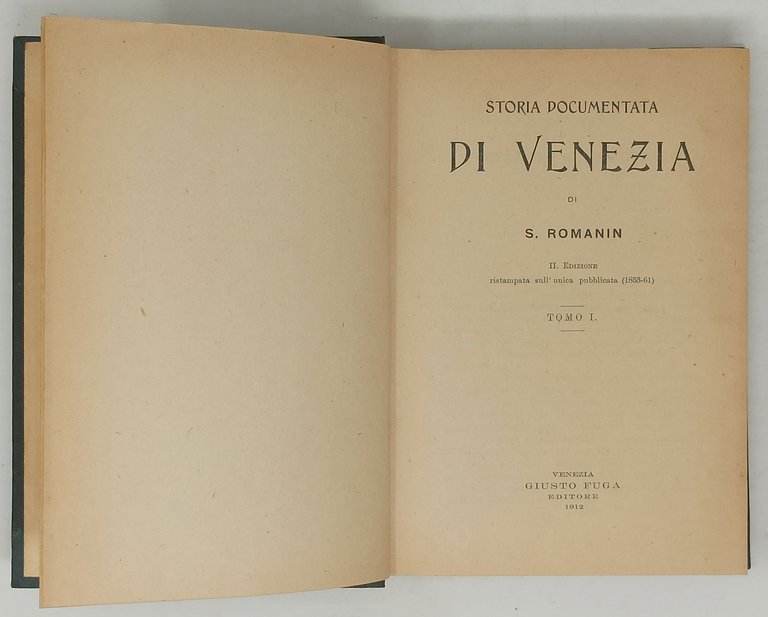 STORIA DOCUMENTATA
DI VENEZIA
DI
S. ROMANIN
II. EDIZIONE
ristampata sull'unica pubblicata (1853-61)
TOMO I.
VENEZIA
GIUSTO FUGA
EDITORE
1912